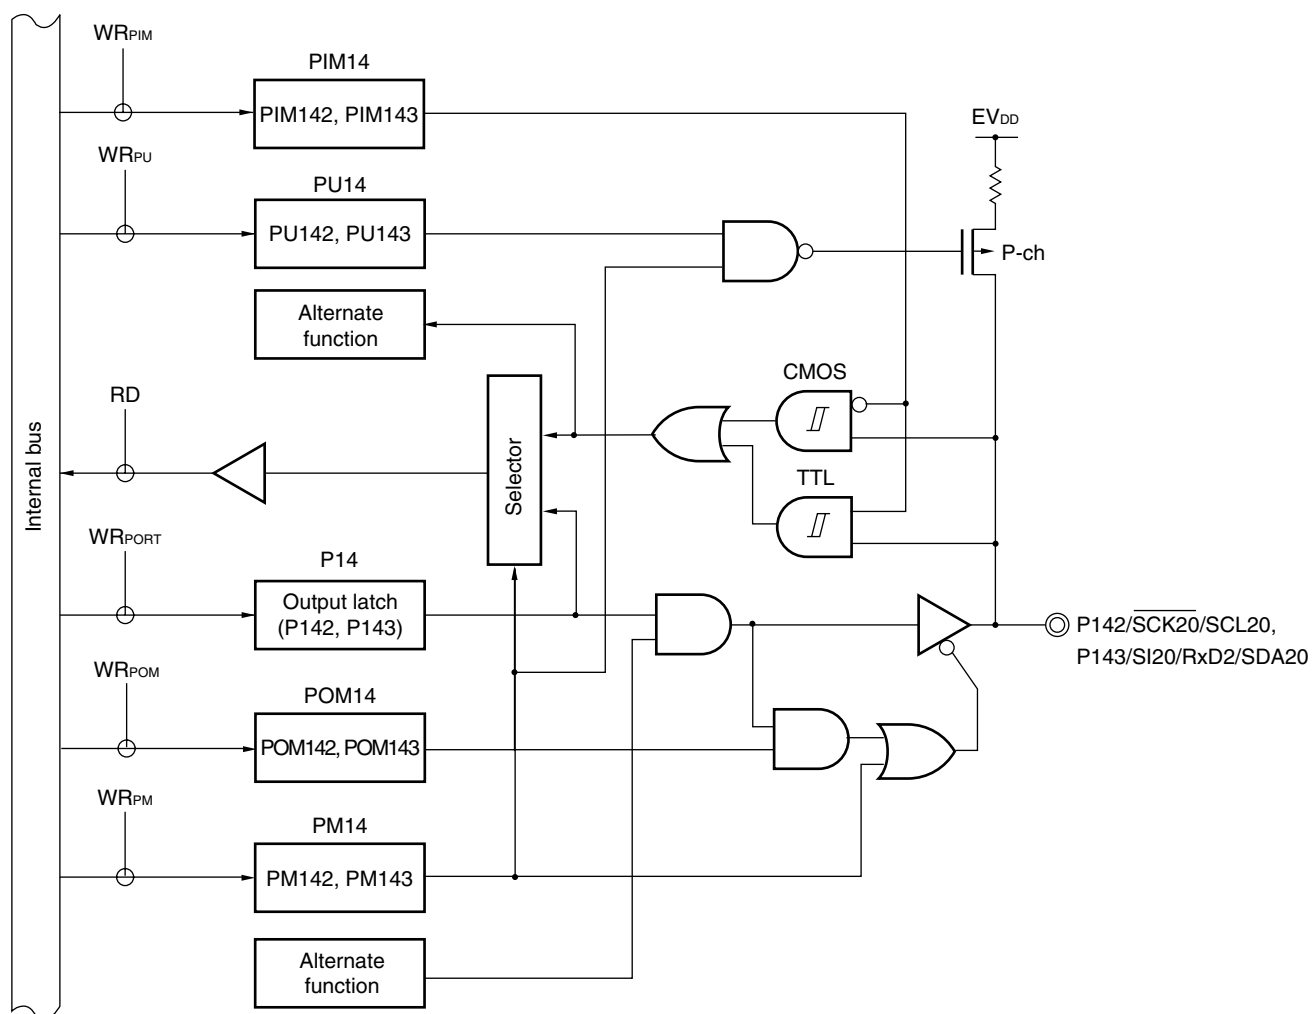 WRPIM
PIM14
PIM142, PIM143
EVDD
WRPU
PU14
PU142, PU143
P-ch
Alternate
function
CMOS
RD
Selector
TTL
Internal bus
WRPORT
P14
Output latch
(P142, P143)
P142/SCK20/SCL20,
P143/SI20/RxD2/SDA20
WRPOM
POM14
POM142, POM143
WRPM
PM14
PM142, PM143
Alternate
function